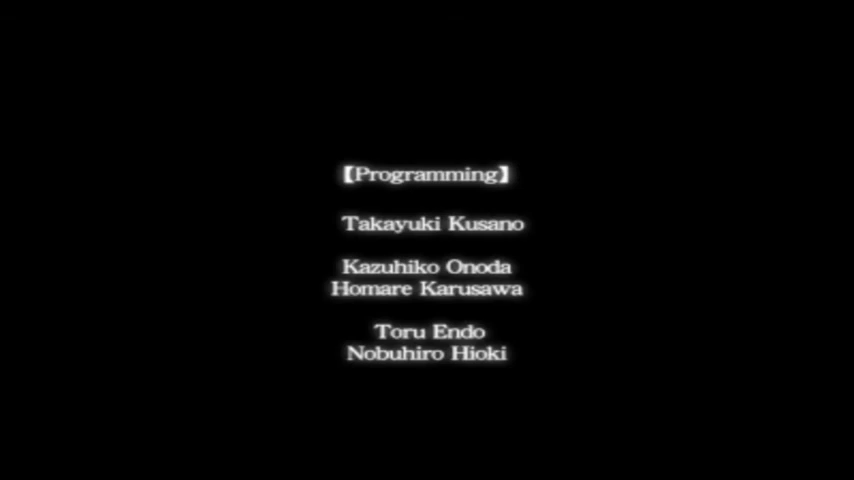 【Programming】
Takayuki Kusano
Kazuhiko Onoda
Homare Karusawa
Toru Endo
Nobuhiro Hioki